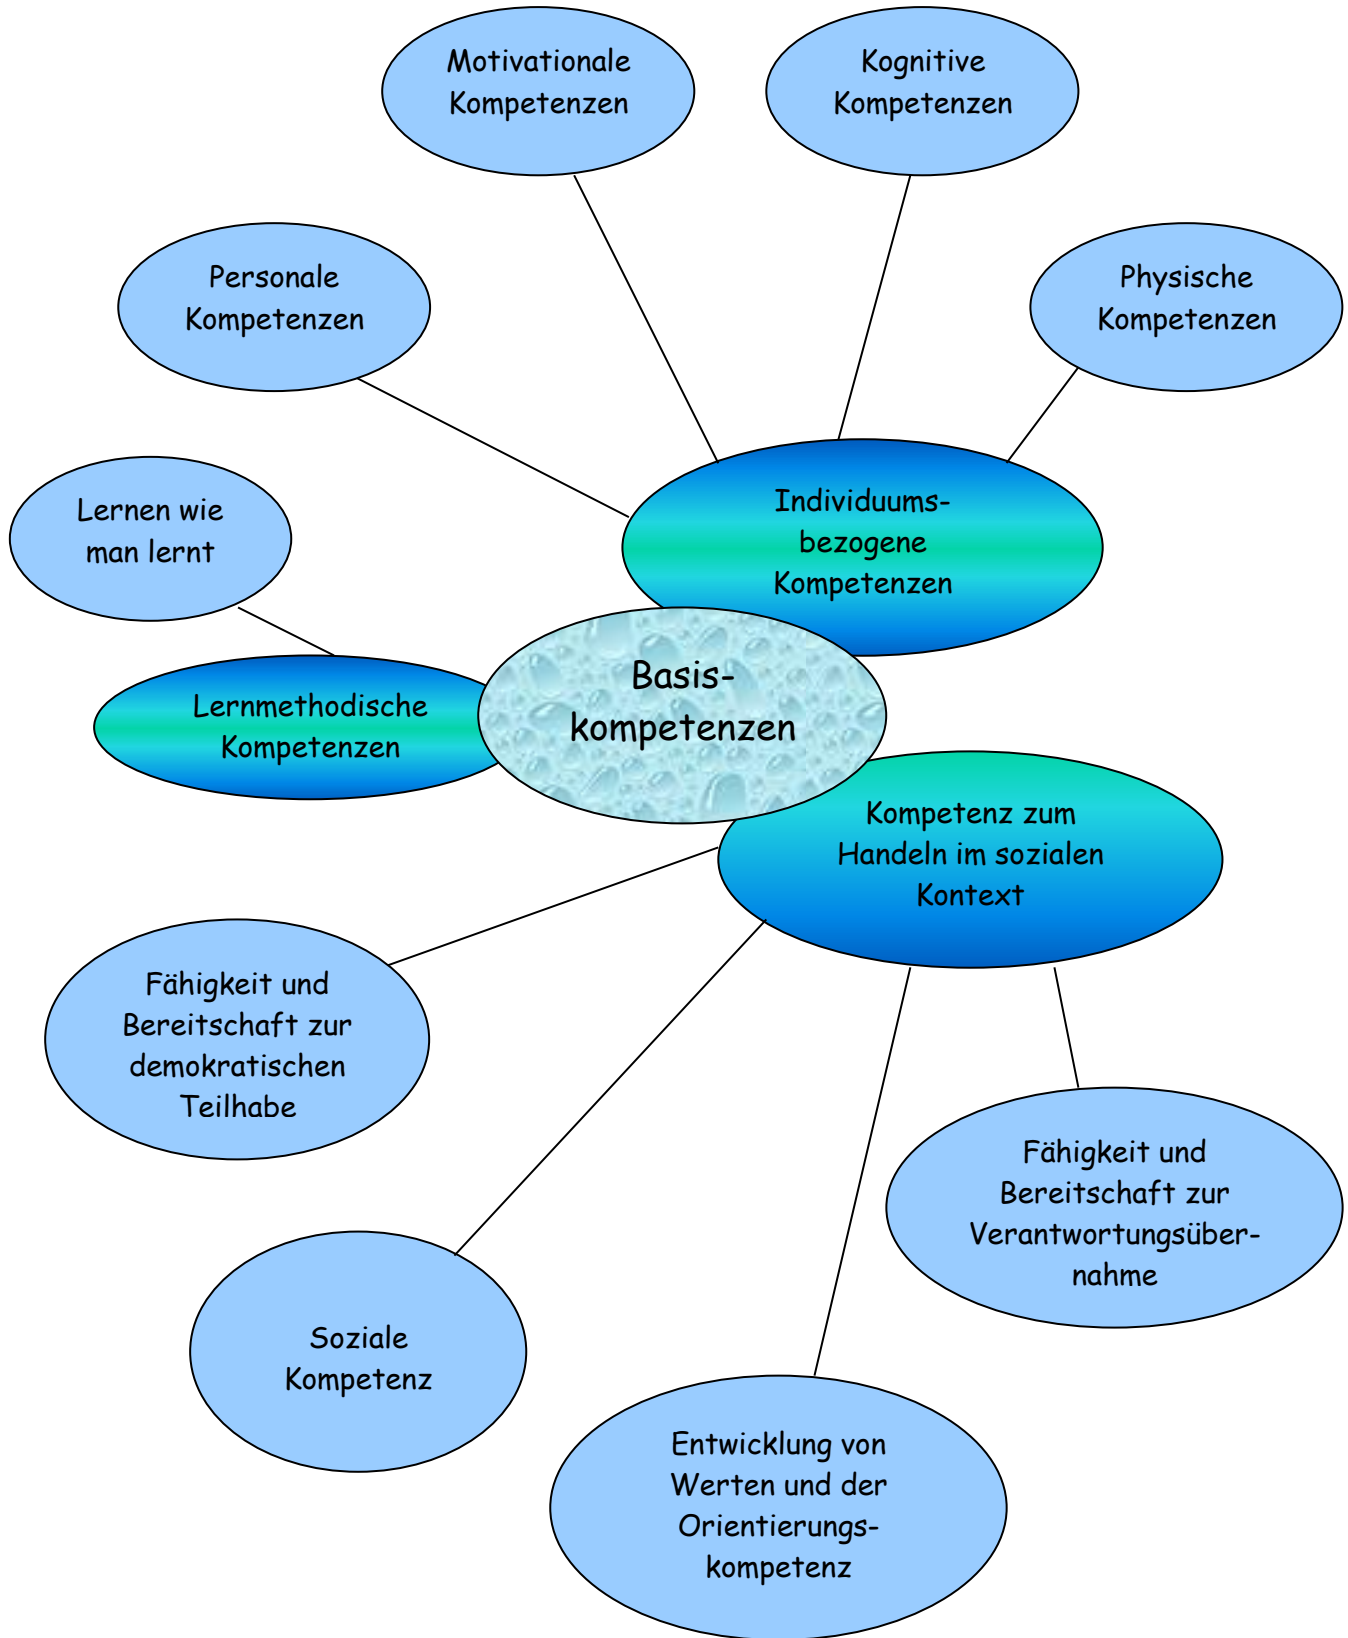 Motivationale
Kompetenzen
Kognitive
Kompetenzen
Personale
Kompetenzen
Physische
Kompetenzen
Lernen wie
man lernt
Individuums-
bezogene
Kompetenzen
Basis-
kompetenzen
Lernmethodische
Kompetenzen
Kompetenz zum
Handeln im sozialen
Kontext
Fähigkeit und
Bereitschaft zur
demokratischen
Teilhabe
Fähigkeit und
Bereitschaft zur
Verantwortungsüber-
nahme
Soziale
Kompetenz
Entwicklung von
Werten und der
Orientierungs-
kompetenz